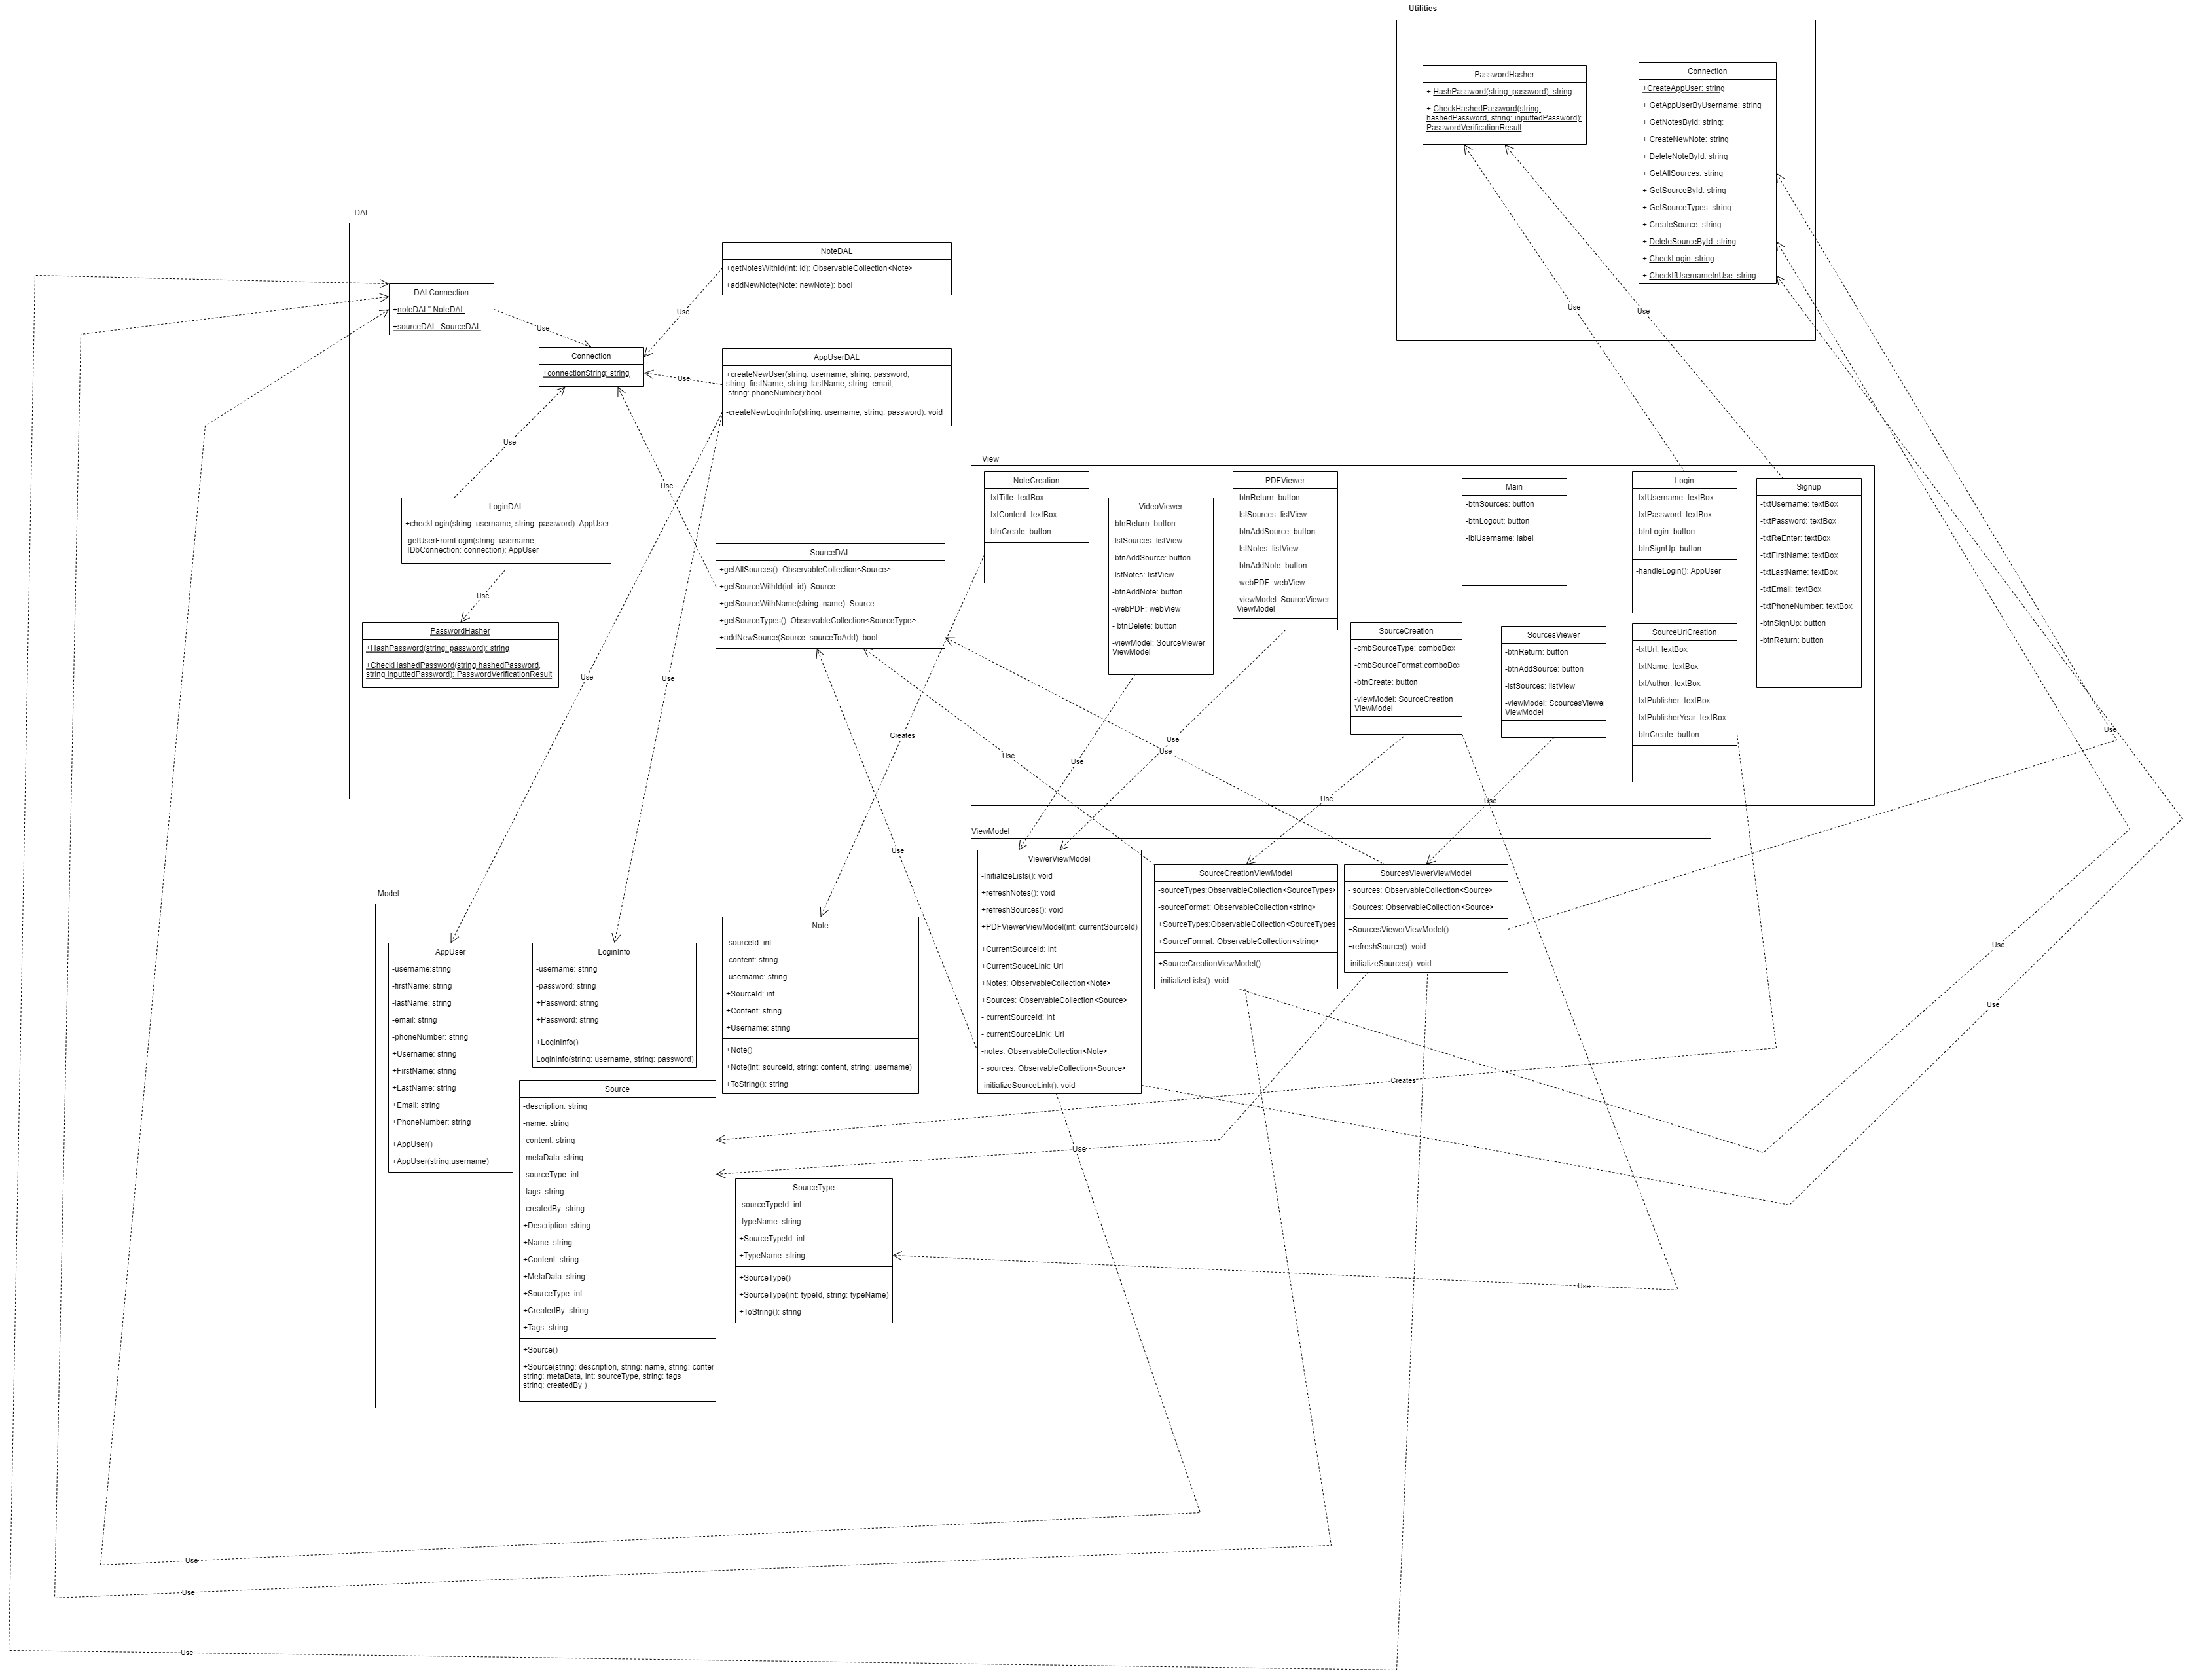 Utilities
PasswordHasher
+ HashPassword(string: password): string
+ CheckHashedPassword(string:
hashedPassword, string: inputtedPassword):
PasswordVerificationResult
Connection
+CreateAppUser: string
+ GetAppUserByUsername: string
+ GetNotesById: string:
+ CreateNewNote: string
+ DeleteNoteById: string
+ GetAllSources: string
+ GetSourceById: string
+ GetSourceTypes: string
+ CreateSource: string
+ DeleteSourceById: string
+ CheckLogin: string
+ CheckIfUsernameInUse: string
Use
Use
DAL
NoteDAL
+getNotesWithId(int: id): ObservableCollection<Note>
+addNewNote(Note: newNote): bool
DALConnection
+noteDAL" NoteDAL
+sourceDAL: SourceDAL
Use
Use
Connection
+connectionString: string
Use
AppUserDAL
+createNewUser(string: username, string: password,
string: firstName, string: lastName, string: email,
string: phoneNumber):bool
-createNewLoginInfo(string: username, string: password): void
Use
Use
LoginDAL
+checkLogin(string: username, string: password): AppUser
-getUserFromLogin(string: username,
IDbConnection: connection): AppUser
Use
PasswordHasher
+HashPassword(string: password): string
+CheckHashedPassword(string hashedPassword,
string inputtedPassword): PasswordVerificationResult
SourceDAL
+getAllSources(): ObservableCollection<Source>
+getSourceWithId(int: id): Source
+getSourceWithName(string: name): Source
+getSourceTypes(): ObservableCollection<SourceType>
+addNewSource(Source: sourceToAdd): bool
Use
Use
Creates
Use
Use
View
NoteCreation
-txtTitle: textBox
-txtContent: textBox
-btnCreate: button
VideoViewer
-btnReturn: button
-lstSources: listView
-btnAddSource: button
-lstNotes: listView
-btnAddNote: button
-webPDF: webView
- btnDelete: button
-viewModel: SourceViewer
ViewModel
PDFViewer
-btnReturn: button
-lstSources: listView
-btnAddSource: button
-lstNotes: listView
-btnAddNote: button
-webPDF: webView
-viewModel: SourceViewer
ViewModel
Main
-btnSources: button
-btnLogout: button
-lblUsername: label
Login
-txtUsername: textBox
-txtPassword: textBox
-btnLogin: button
-btnSignUp: button
-handleLogin(): AppUser
Signup
-txtUsername: textBox
-txtPassword: textBox
-txtReEnter: textBox
-txtFirstName: textBox
-txtLastName: textBox
-txtEmail: textBox
-txtPhoneNumber: textBox
-btnSignUp: button
-btnReturn: button
SourceCreation
-cmbSourceType: comboBox
-cmbSourceFormat:comboBox
-btnCreate: button
-viewModel: SourceCreation
ViewModel
SourcesViewer
-btnReturn: button
-btnAddSource: button
-lstSources: listView
-viewModel: ScourcesViewe
ViewModel
SourceUrlCreation
-txtUrl: textBox
-txtName: textBox
-txtAuthor: textBox
-txtPublisher: textBox
-txtPublisherYear: textBox
-btnCreate: button
Use
Use
Use
Use
Use
Use
ViewModel
ViewerViewModel
-InitializeLists(): void
+refreshNotes(): void
+refreshSources(): void
+PDFViewerViewModel(int: currentSourceId)
+CurrentSourceId: int
+CurrentSouceLink: Uri
+Notes: ObservableCollection<Note>
+Sources: ObservableCollection<Source>
- currentSourceId: int
- currentSourceLink: Uri
-notes: ObservableCollection<Note>
- sources: ObservableCollection<Source>
-initializeSourceLink(): void
SourceCreationViewModel
-sourceTypes:ObservableCollection<SourceTypes>
-sourceFormat: ObservableCollection<string>
+SourceTypes:ObservableCollection<SourceTypes
+SourceFormat: ObservableCollection<string>
+SourceCreationViewModel()
-initializeLists(): void
SourcesViewerViewModel
- sources: ObservableCollection<Source>
+Sources: ObservableCollection<Source>
+SourcesViewerViewModel()
+refreshSource(): void
-initializeSources(): void
Use
Use
Creates
Use
Use
Model
AppUser
-username:string
-firstName: string
-lastName: string
-email: string
-phoneNumber: string
+Username: string
+FirstName: string
+LastName: string
+Email: string
+PhoneNumber: string
+AppUser()
+AppUser(string:username)
LoginInfo
-username: string
-password: string
+Password: string
+Password: string
+LoginInfo()
LoginInfo(string: username, string: password)
Note
-sourceId: int
-content: string
-username: string
+SourceId: int
+Content: string
+Username: string
+Note()
+Note(int: sourceId, string: content, string: username)
+ToString(): string
Source
-description: string
-name: string
-content: string
-metaData: string
-sourceType: int
-tags: string
-createdBy: string
+Description: string
+Name: string
+Content: string
+MetaData: string
+SourceType: int
+CreatedBy: string
+Tags: string
+Source()
+Source(string: description, string: name, string: conter
string: metaData, int: sourceType, string: tags
string: createdBy )
SourceType
-sourceTypeId: int
-typeName: string
+SourceTypeId: int
+TypeName: string
+SourceType()
+SourceType(int: typeId, string: typeName)
+ToString(): string
Use
Use
Use
Use